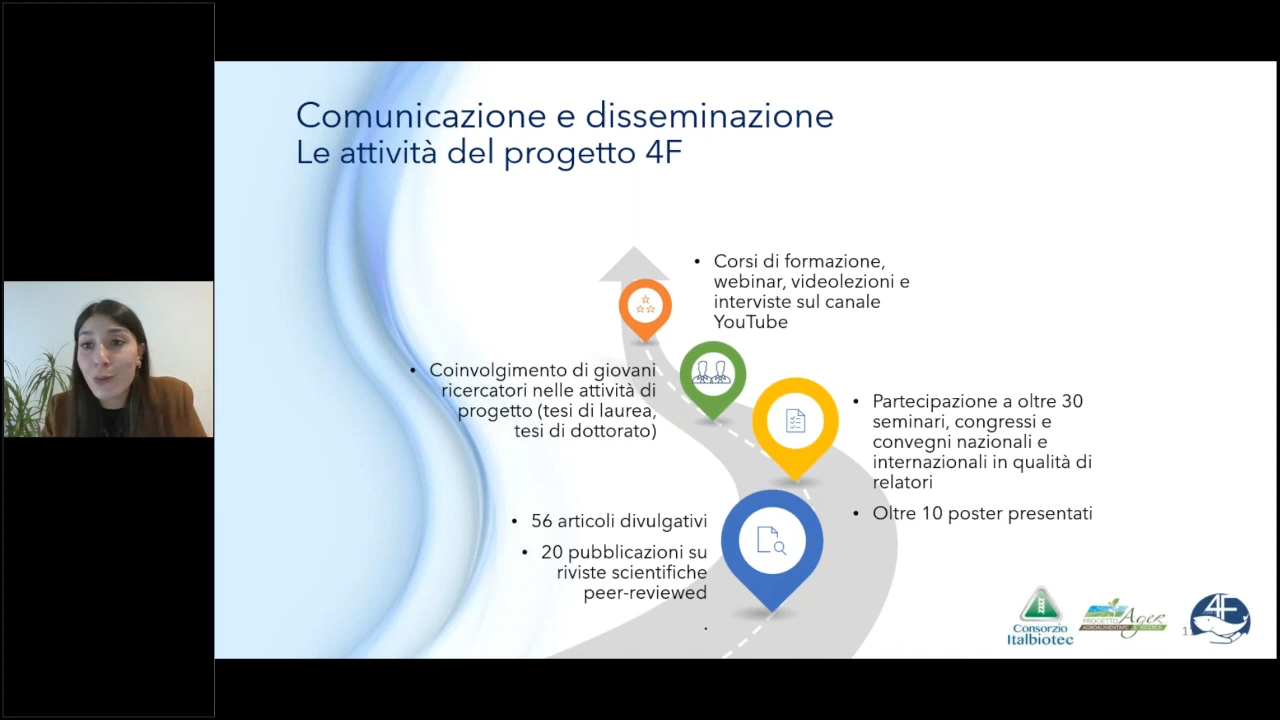 Comunicazione e disseminazione
Le attività del progetto 4F
• Corsi di formazione,
webinar, videolezioni e
interviste sul canale
YouTube
• Coinvolgimento di giovani
ricercatori nelle attività di
progetto (tesi di laurea,
tesi di dottorato)
• Partecipazione a oltre 30
seminari, congressi e
convegni nazionali e
internazionali in qualità di
relatori
• Oltre 10 poster presentati
• 56 articoli divulgativi
• 20 pubblicazioni su
riviste scientifiche
peer-reviewed
.
Consorzio
Italbiotec
PROGETTO
Ager
AGROALIMENTARE E RICERCA
4F